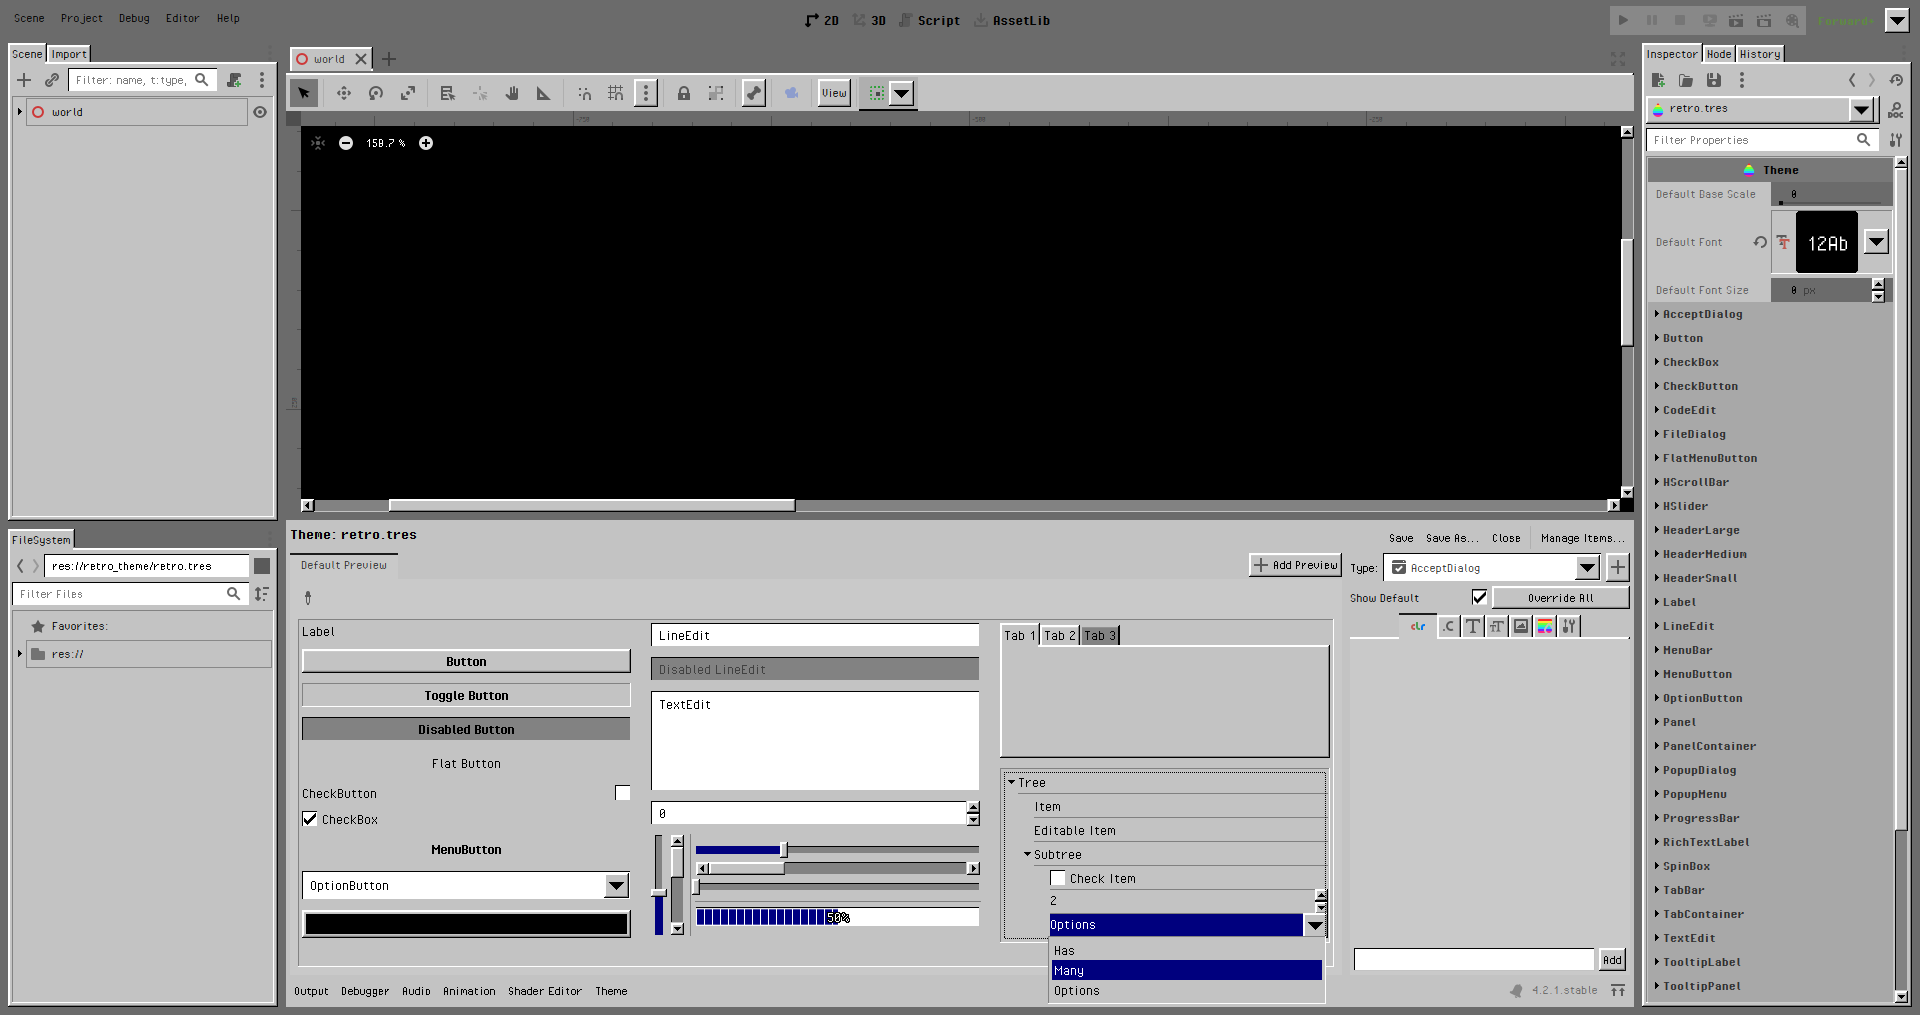 Scene Project Debug Editor Help
2D 3D Script AssetLib
Forward+
Scene Import
Filter: name, t:type,
world
FileSystem
res://retro_theme/retro.tres
Filter Files
Favorites:
res://
world
View
-750 -500 -250
150.7 %
Theme: retro.tres
Save Save As... Close Manage Items...
Default Preview
Add Preview
Type: AcceptDialog
Show Default Override All
clr .C
Label
Button
Toggle Button
Disabled Button
Flat Button
CheckButton
CheckBox
MenuButton
OptionButton
LineEdit
Disabled LineEdit
TextEdit
0
50%
Tab 1 Tab 2 Tab 3
Tree
Item
Editable Item
Subtree
Check Item
2
Options
Has
Many
Options
Add
Output Debugger Audio Animation Shader Editor Theme
4.2.1.stable
Inspector Node History
retro.tres
DOC
Filter Properties
Theme
Default Base Scale 0
Default Font 12Ab
Default Font Size 0 px
AcceptDialog
Button
CheckBox
CheckButton
CodeEdit
FileDialog
FlatMenuButton
HScrollBar
HSlider
HeaderLarge
HeaderMedium
HeaderSmall
Label
LineEdit
MenuBar
MenuButton
OptionButton
Panel
PanelContainer
PopupDialog
PopupMenu
ProgressBar
RichTextLabel
SpinBox
TabBar
TabContainer
TextEdit
TooltipLabel
TooltipPanel